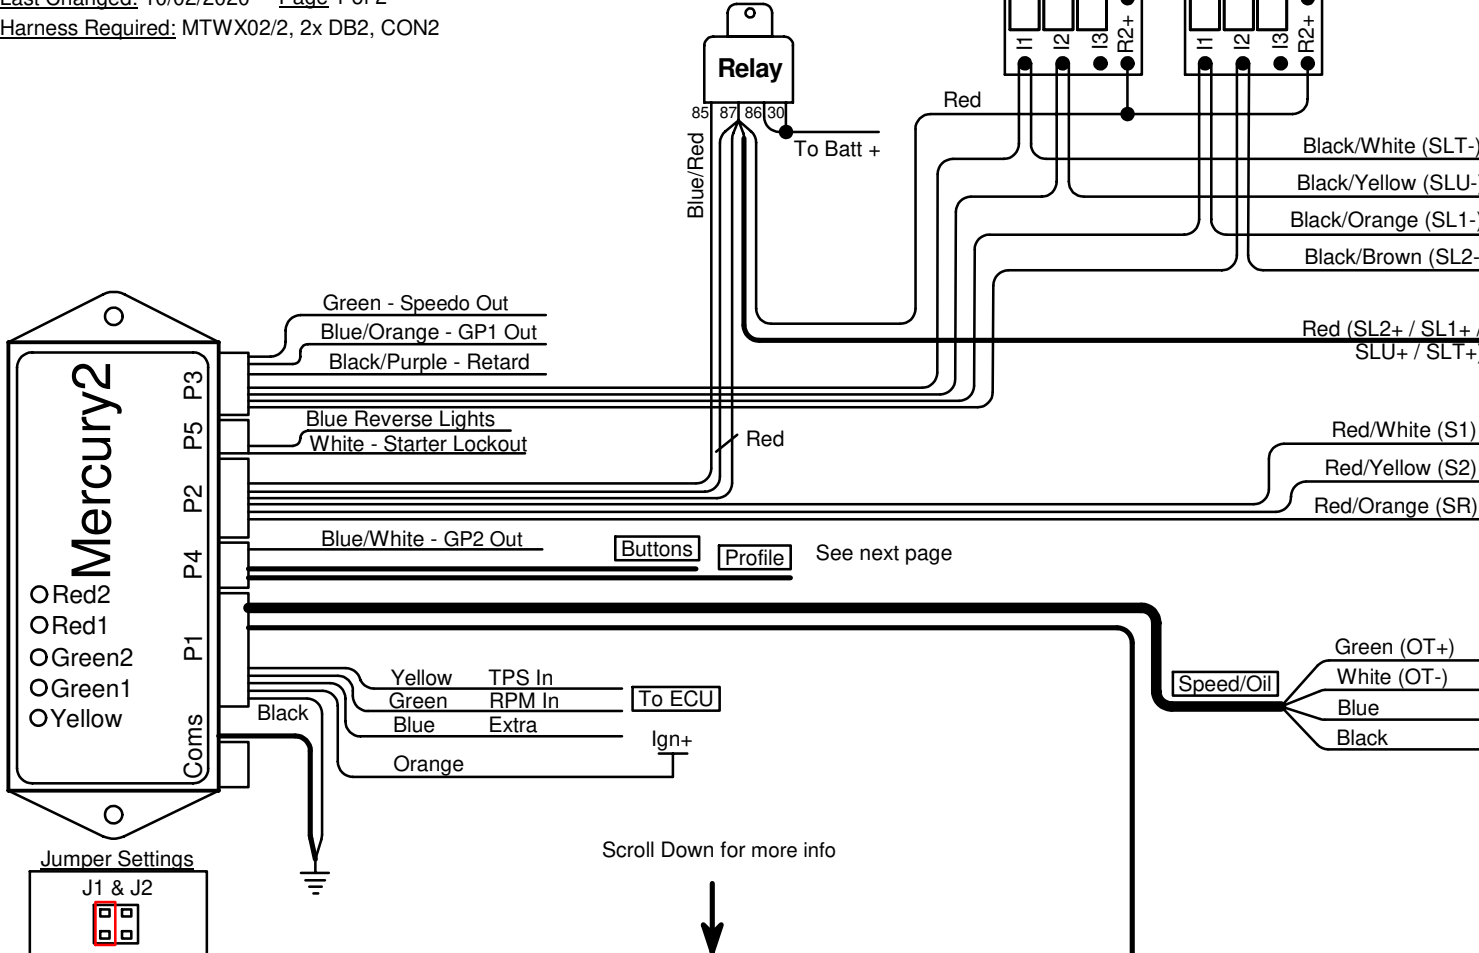 Last Changed: 10/02/2020 Page 1 of 2
Harness Required: MTWX02/2, 2x DB2, CON2
Relay
85 87 86 30
To Batt +
Blue/Red
Red
I1 I2 I3 R2+
I1 I2 I3 R2+
Red
Black/White (SLT-)
Black/Yellow (SLU-)
Black/Orange (SL1-)
Black/Brown (SL2-
Red (SL2+ / SL1+ /
SLU+ / SLT+)
Red/White (S1)
Red/Yellow (S2)
Red/Orange (SR)
Green - Speedo Out
Blue/Orange - GP1 Out
Black/Purple - Retard
Blue Reverse Lights
White - Starter Lockout
Blue/White - GP2 Out
Buttons
Profile
See next page
Mercury2
P3
P5
P2
P4
P1
Coms
Red2
Red1
Green2
Green1
Yellow
Yellow TPS In
Green RPM In
Blue Extra
To ECU
Black
Orange
Ign+
Speed/Oil
Green (OT+)
White (OT-)
Blue
Black
Scroll Down for more info
Jumper Settings
J1 & J2